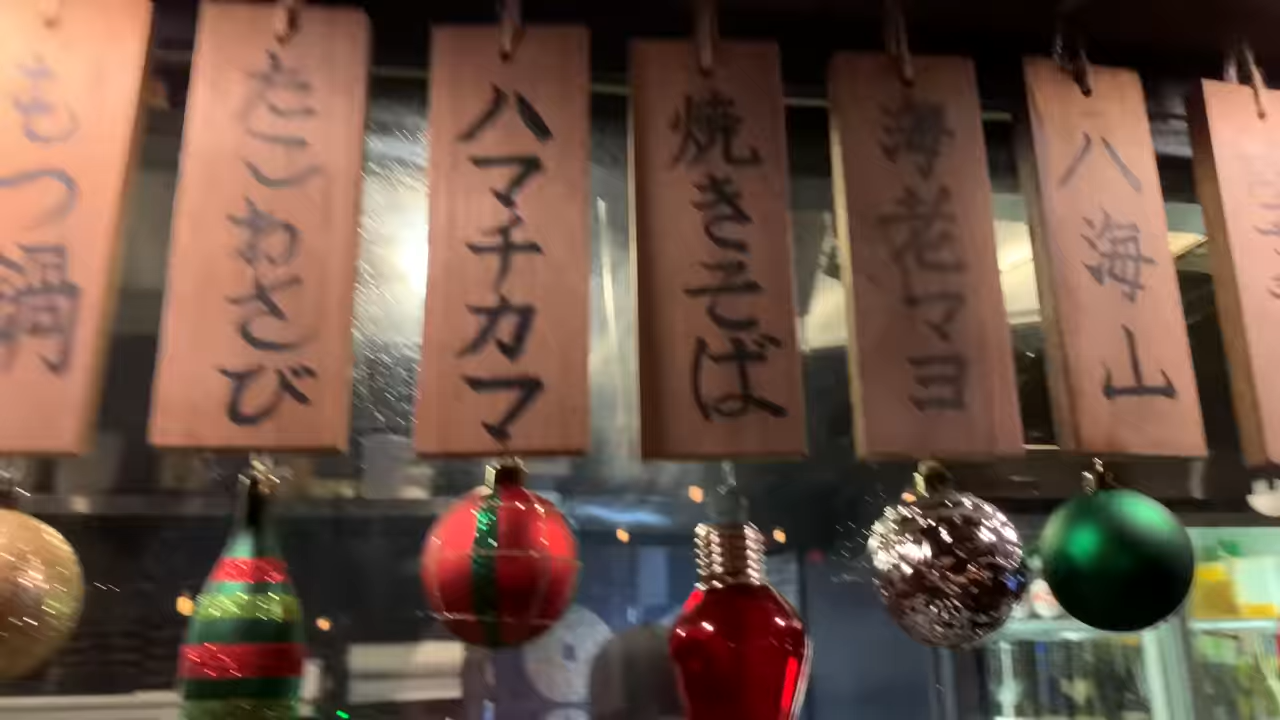 もつ鍋
たこわさび
ハマチカマ
焼きそば
海老マヨ
八海山